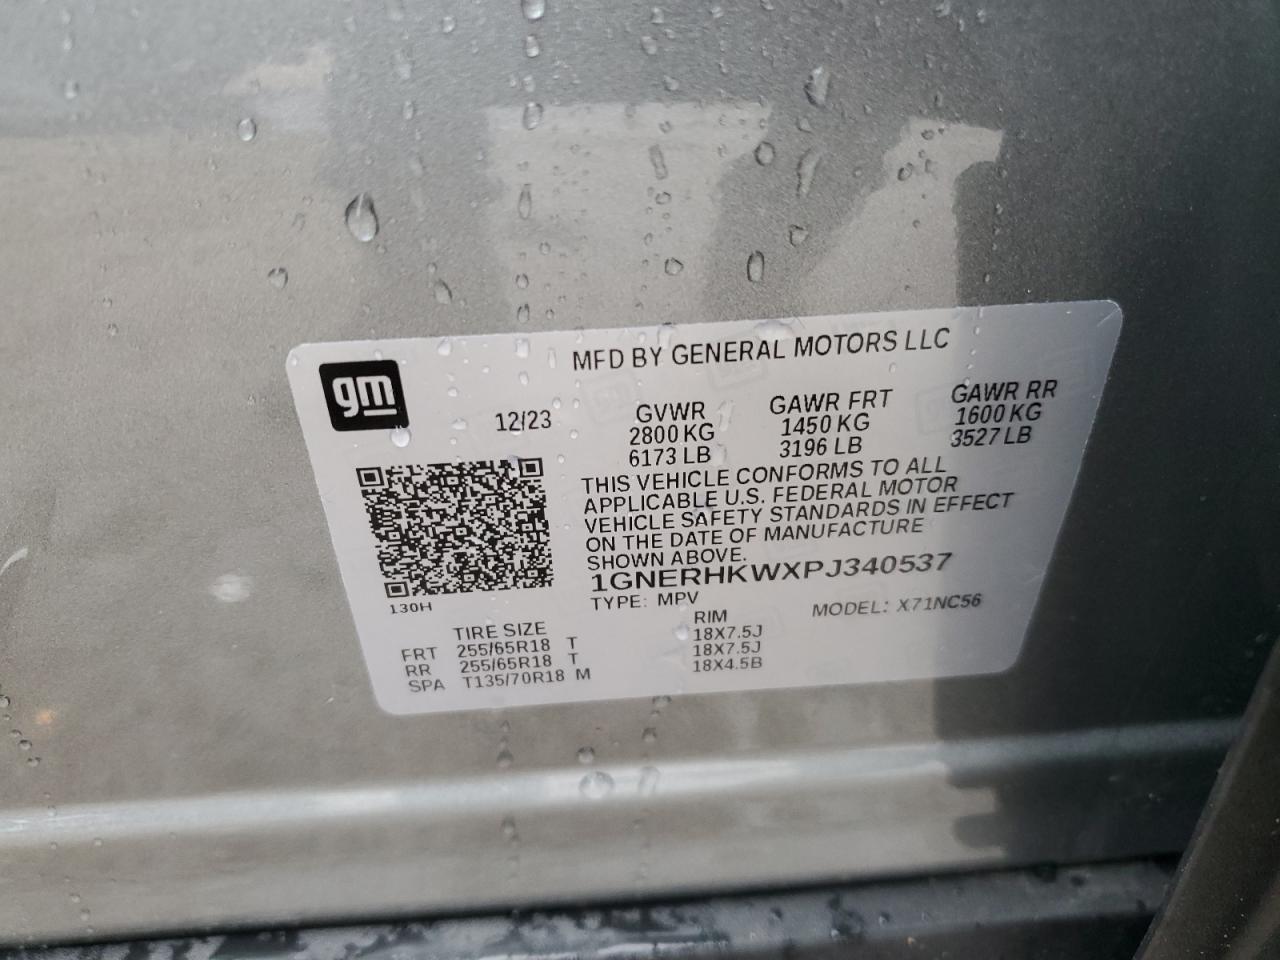 MFD BY GENERAL MOTORS LLC
gm
12/23
GVWR GAWR FRT GAWR RR
2800 KG 1450 KG 1600 KG
6173 LB 3196 LB 3527 LB
THIS VEHICLE CONFORMS TO ALL
APPLICABLE U.S. FEDERAL MOTOR
VEHICLE SAFETY STANDARDS IN EFFECT
ON THE DATE OF MANUFACTURE
SHOWN ABOVE.
1GNERHKWXPJ340537
130H
TYPE: MPV MODEL: X71NC56
TIRE SIZE RIM
FRT 255/65R18 T 18X7.5J
RR 255/65R18 T 18X7.5J
SPA T135/70R18 M 18X4.5B